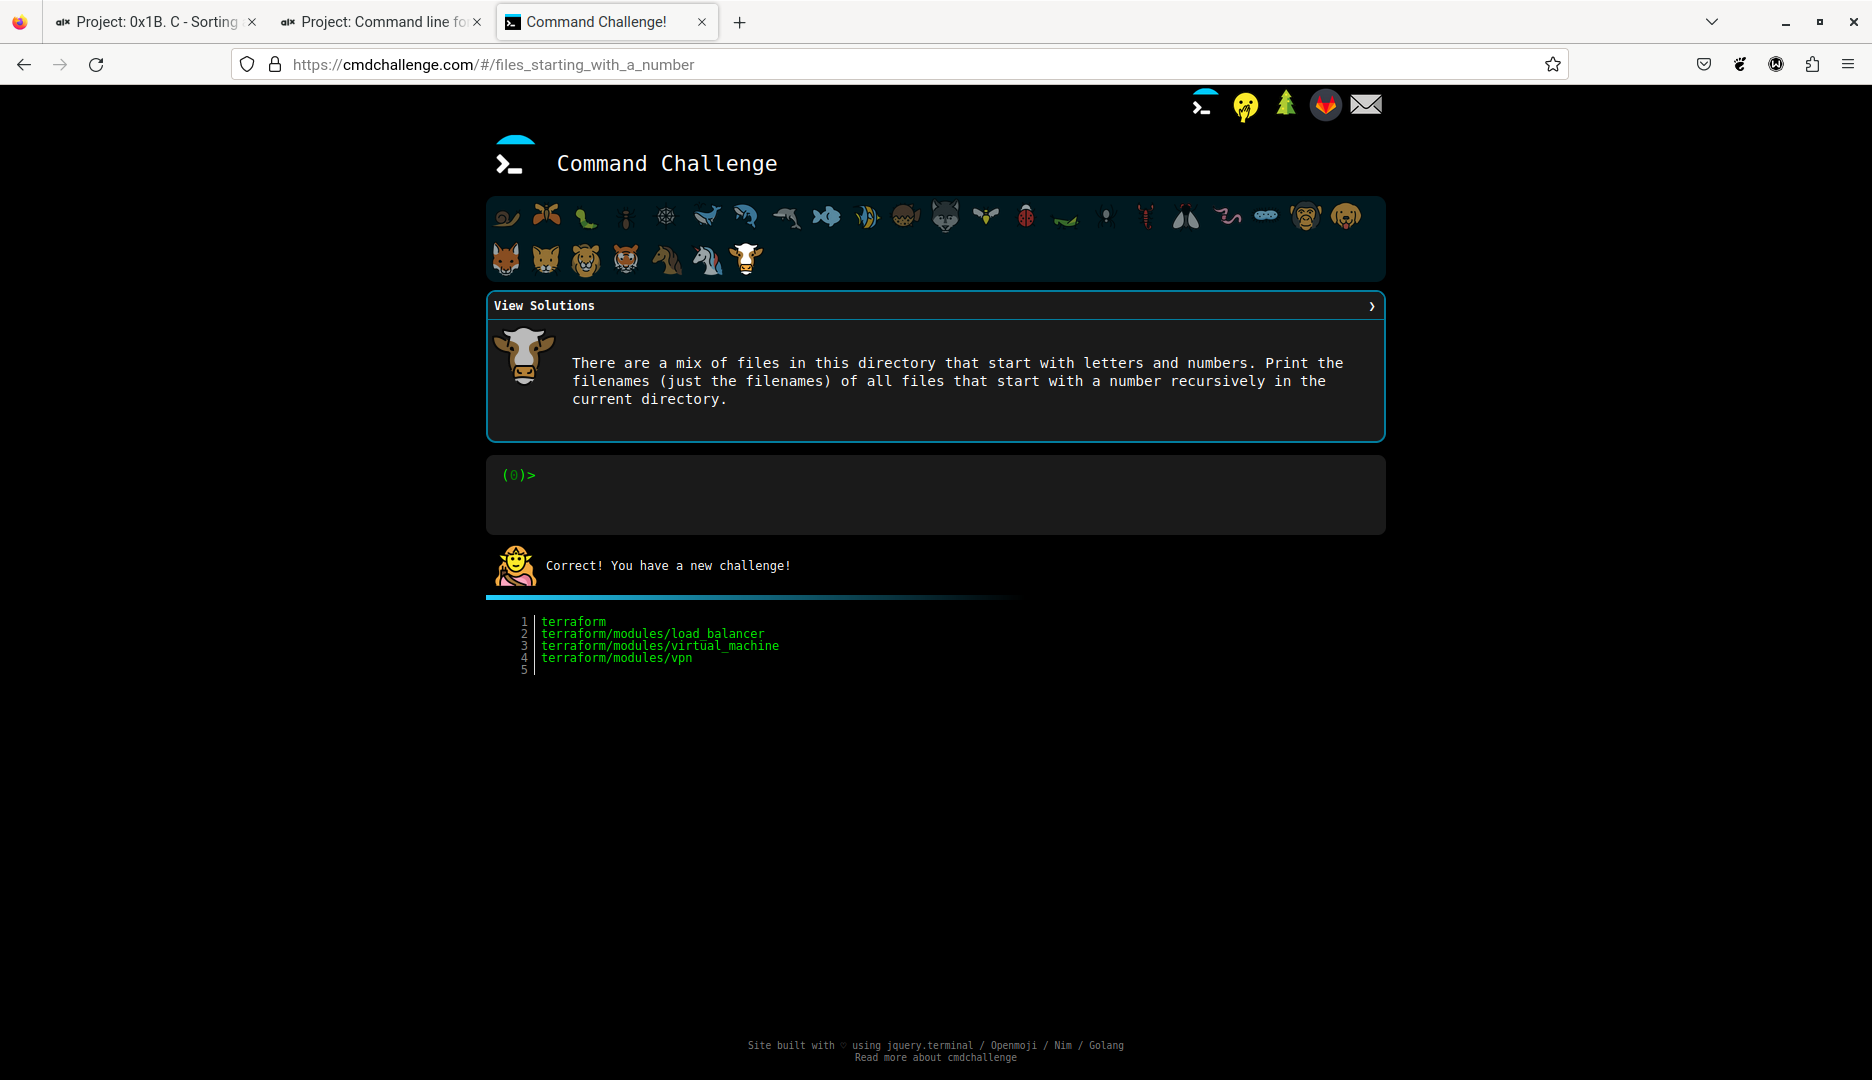 Project: 0x1B. C - Sorting
Project: Command line fo
Command Challenge!
https://cmdchallenge.com/#/files_starting_with_a_number
Command Challenge
View Solutions
There are a mix of files in this directory that start with letters and numbers. Print the
filenames (just the filenames) of all files that start with a number recursively in the
current directory.
(0)>
Correct! You have a new challenge!
1 terraform
2 terraform/modules/load_balancer
3 terraform/modules/virtual_machine
4 terraform/modules/vpn
5
Site built with ♡ using jquery.terminal / Openmoji / Nim / Golang
Read more about cmdchallenge